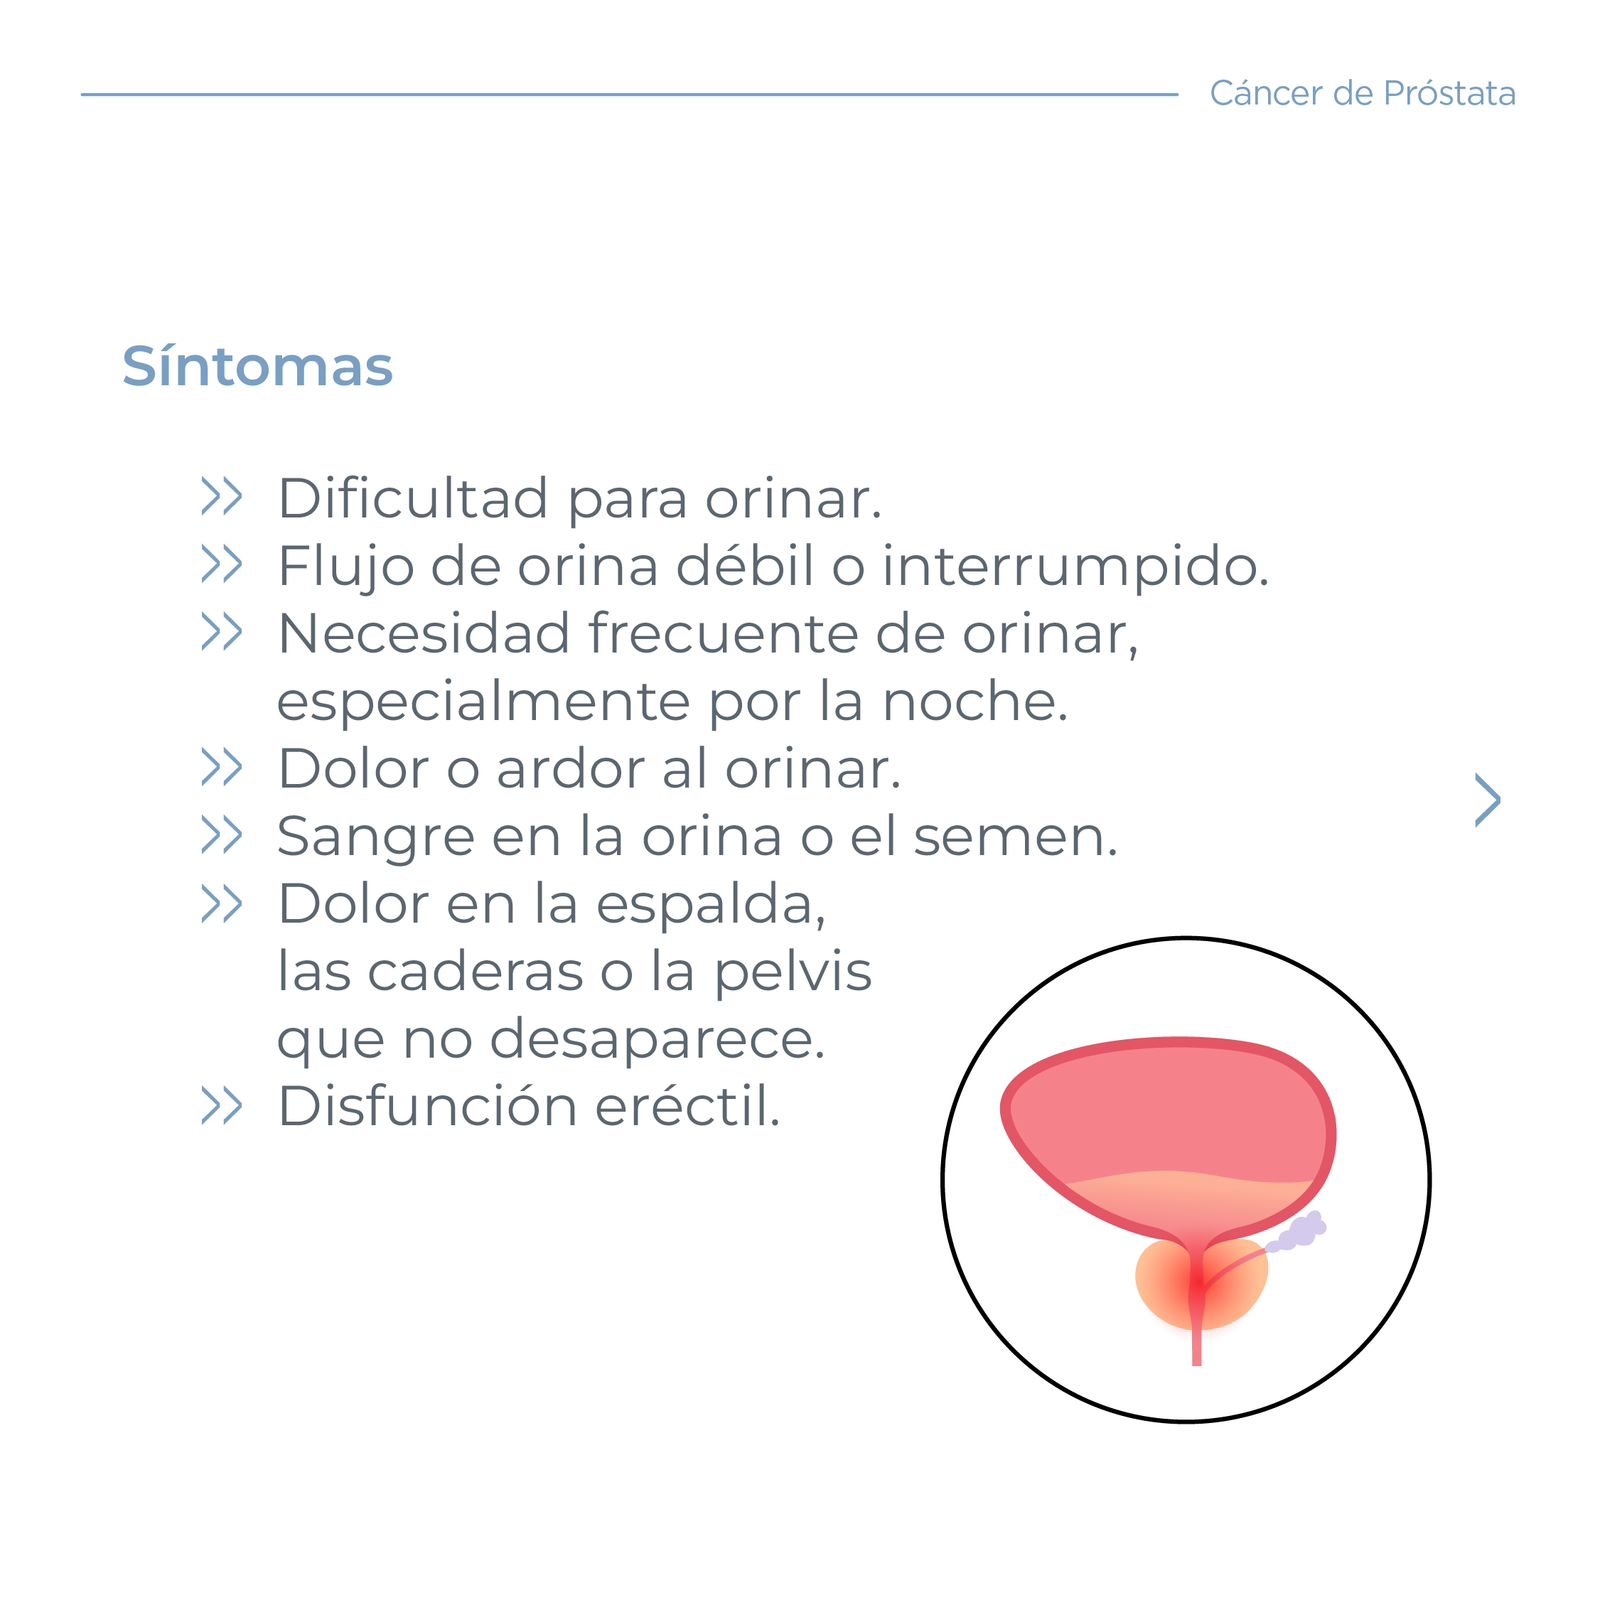 Cáncer de Próstata
Síntomas
Dificultad para orinar.
Flujo de orina débil o interrumpido.
Necesidad frecuente de orinar,
especialmente por la noche.
Dolor o ardor al orinar.
Sangre en la orina o el semen.
Dolor en la espalda,
las caderas o la pelvis
que no desaparece.
Disfunción eréctil.